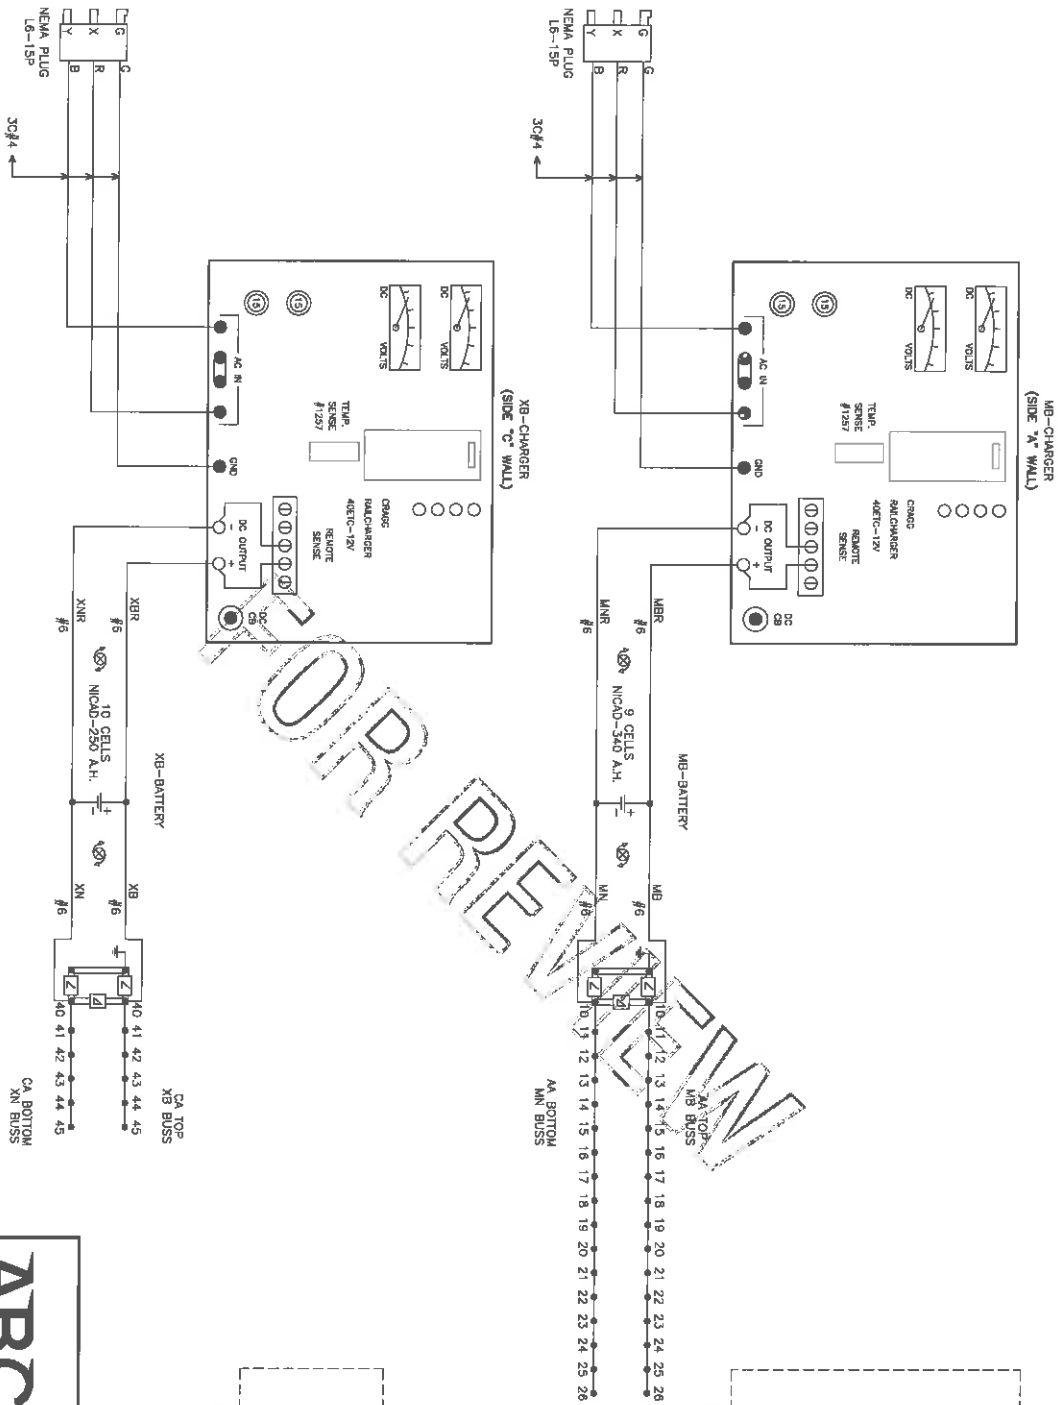 MB-CHARGER
(SIDE "A" WALL)
DC VOLTS
DC VOLTS
15
15
AC IN
GND
TEMP.
SENSE
#1257
CRAGG
RAILCHARGER
40ETC-12V
REMOTE
SENSE
DC OUTPUT
- +
DC
CB
NEMA PLUG
L6-15P
G
X
Y
G
R
B
3C#4
MBR
#6
MNR
#6
9 CELLS
NICAD-340 A.H.
+
-
MB-BATTERY
MB
#6
MN
#6
AA TOP
MB BUSS
10 11 12 13 14 15 16 17 18 19 20 21 22 23 24 25 26
10 11 12 13 14 15 16 17 18 19 20 21 22 23 24 25 26
AA BOTTOM
MN BUSS
XB-CHARGER
(SIDE "C" WALL)
DC VOLTS
DC VOLTS
15
15
AC IN
GND
TEMP.
SENSE
#1257
CRAGG
RAILCHARGER
40ETC-12V
REMOTE
SENSE
DC OUTPUT
- +
DC
CB
NEMA PLUG
L6-15P
G
X
Y
G
R
B
3C#4
XBR
#6
XNR
#6
10 CELLS
NICAD-250 A.H.
+
-
XB-BATTERY
XB
#6
XN
#6
CA TOP
XB BUSS
40 41 42 43 44 45
40 41 42 43 44 45
CA BOTTOM
XN BUSS
FOR REVIEW